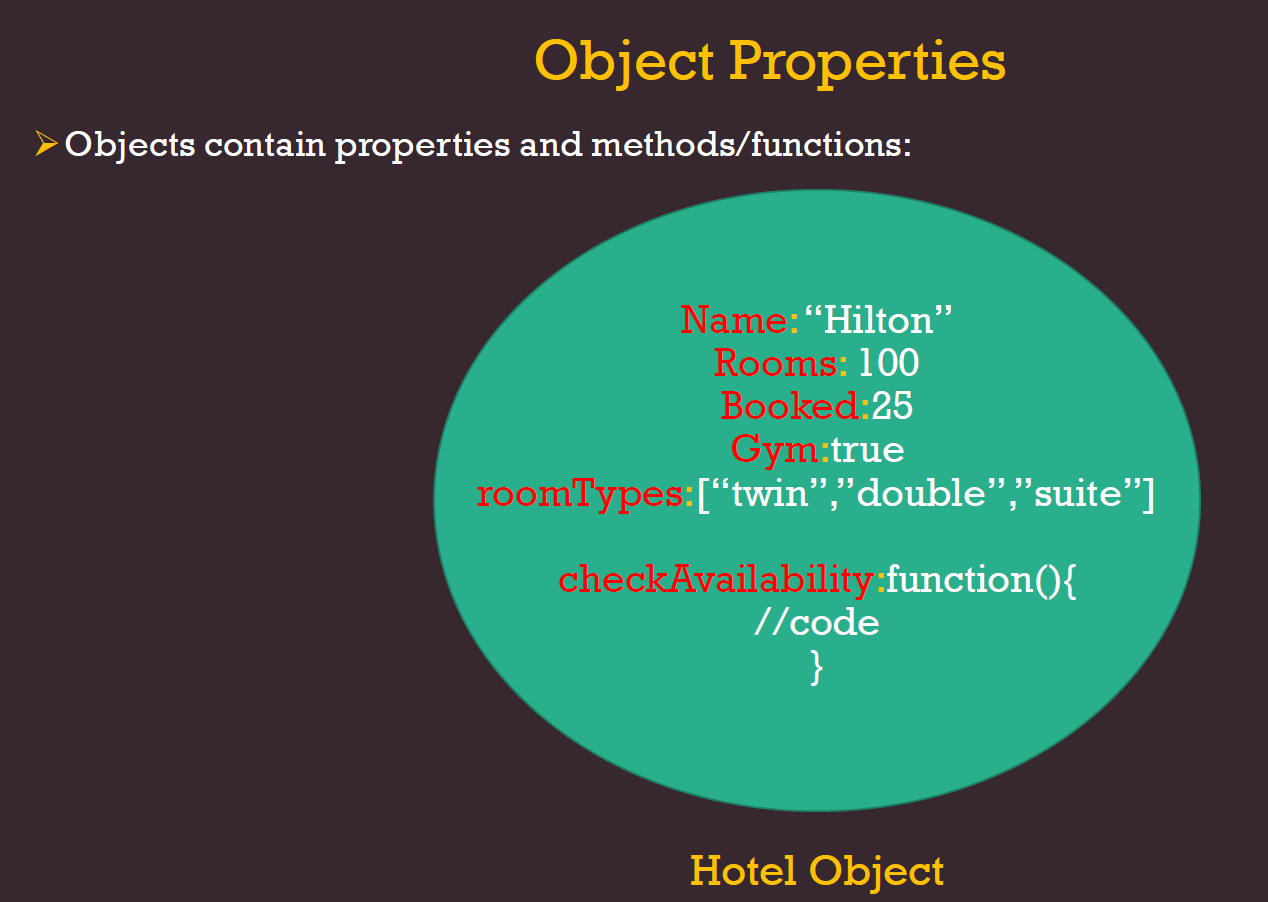 Object Properties
Objects contain properties and methods/functions:
Name: “Hilton”
Rooms: 100
Booked:25
Gym:true
roomTypes:[“twin”,”double”,”suite”]
checkAvailability:function(){
//code
}
Hotel Object